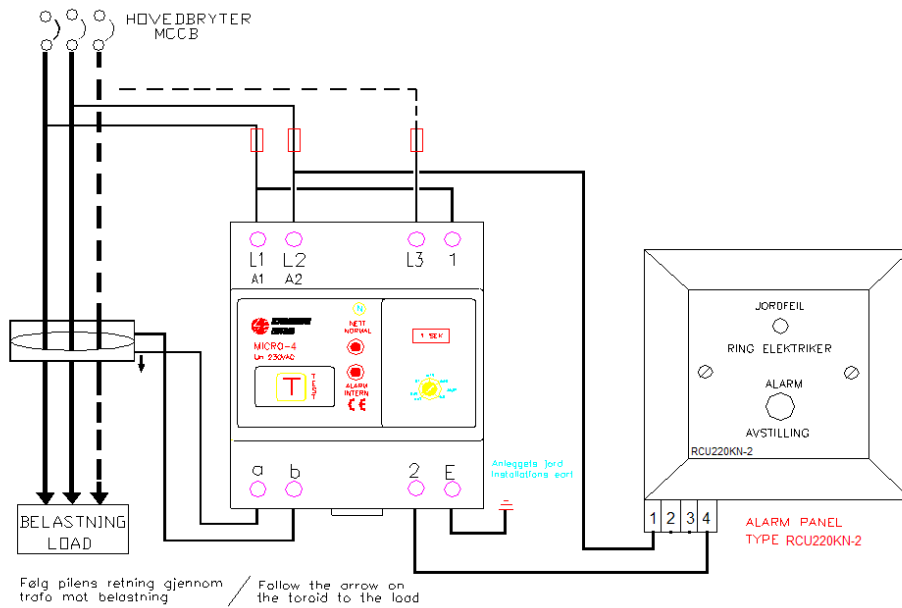 HOVEDBRYTER
MCCB
L1 L2 L3 1
A1 A2
N
NETT
NORMAL
MICRO-4
Un 230VAC
T
TEST
ALARM
INTERN
CE
a b 2 E
Anleggets jord
Installations eart
BELASTNING
LOAD
Følg pilens retning gjennom
trafo mot belastning
/ Follow the arrow on
the toroid to the load
JORDFEIL
RING ELEKTRIKER
ALARM
AVSTILLING
RCU220KN-2
1 2 3 4
ALARM PANEL
TYPE RCU220KN-2